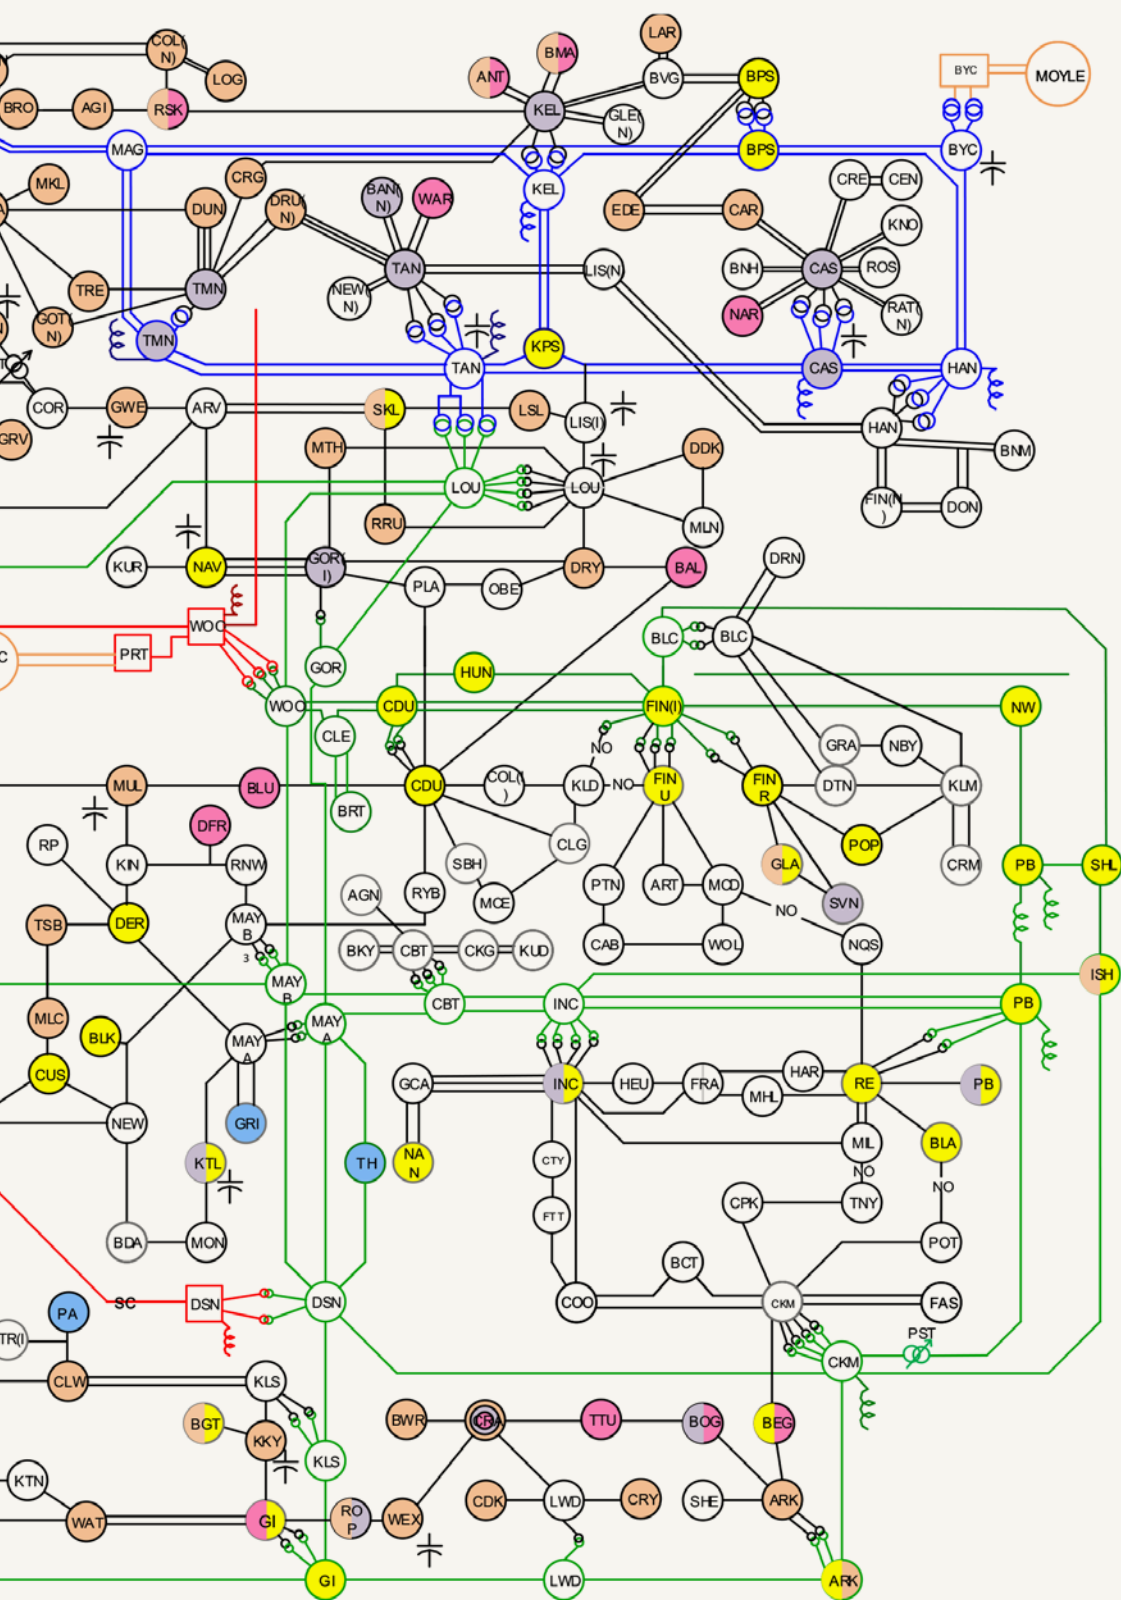 COL(
N)
LOG
BRO
AGI
RSK
ANT
BMA
LAR
BVG
BPS
BYC
MOYLE
KEL
GLE(
N)
MAG
BPS
BYC
MKL
CRG
DUN
DRU(
N)
BAN(
N)
WAR
KEL
EDE
CAR
CRE
CEN
KNO
TAN
LIS(N
BNH
CAS
ROS
TRE
TMN
NEW(
N)
NAR
RAT(
N)
GOT(
N)
TMN
KPS
TAN
CAS
HAN
COR
GWE
ARV
SKL
LSL
LIS(I)
HAN
GRV
MTH
DDK
BNM
LOU
LOU
FIN(N
)
DON
RRU
MLN
KUR
NAV
GOR(
I)
DRY
BAL
DRN
PLA
OBE
WOO
BLC
BLC
C
PRT
GOR
HUN
WOO
CDU
FIN(I)
NW
CLE
NO
GRA
NBY
MUL
BLU
CDU
COL(I
)
KLD
NO
FIN
U
FIN
R
DTN
KLM
BRT
DFR
RP
KIN
RNW
SBH
CLG
POP
GLA
CRM
PB
SHL
AGN
RYB
MCE
PTN
ART
MCD
SVN
NO
TSB
DER
MAY
B
3
BKY
CBT
CKG
KUD
CAB
WOL
NQS
MAY
B
CBT
INC
PB
ISH
MLC
BLK
MAY
A
MAY
A
CUS
GCA
INC
HEU
FRA
HAR
MHL
RE
PB
NEW
GRI
KTL
TH
NA
N
CTY
MIL
NO
BLA
NO
FTT
CPK
TNY
BDA
MON
POT
BCT
PA
SC
DSN
DSN
COO
CKM
FAS
TR(I
PST
CKM
CLW
KLS
BGT
KKY
BWR
CRA
TTU
BOG
BEG
KLS
KTN
WAT
GI
RO
P
WEX
CDK
LWD
CRY
SHE
ARK
GI
LWD
ARK